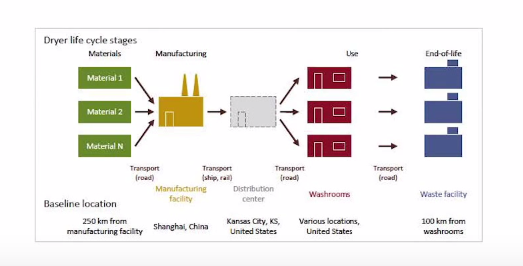 Dryer life cycle stages
Materials
Manufacturing
Use
End-of-life
Material 1
Material 2
Material N
Transport
(road)
Transport
(ship, rail)
Transport
(road)
Transport
(road)
Manufacturing
facility
Distribution
center
Washrooms
Waste facility
Baseline location
250 km from
manufacturing facility
Shanghai, China
Kansas City, KS,
United States
Various locations,
United States
100 km from
washrooms